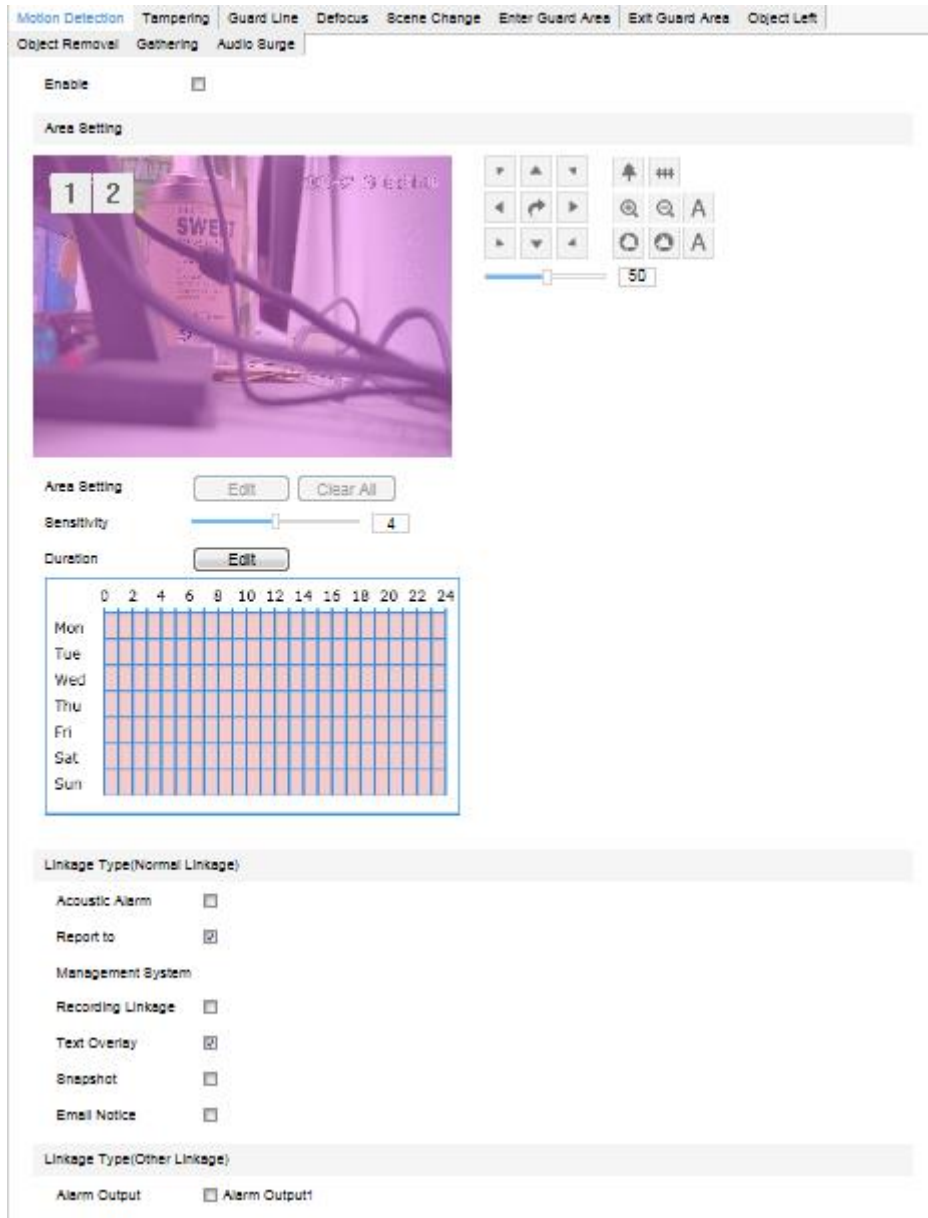 Motion Detection Tampering Guard Line Defocus Scene Change Enter Guard Area Exit Guard Area Object Left
Object Removal Gathering Audio Surge
Enable
Area Setting
1 2
SWEET
A
A
50
Area Setting Edit Clear All
Sensitivity 4
Duration Edit
0 2 4 6 8 10 12 14 16 18 20 22 24
Mon
Tue
Wed
Thu
Fri
Sat
Sun
Linkage Type(Normal Linkage)
Acoustic Alarm
Report to
Management System
Recording Linkage
Text Overlay
Snapshot
Email Notice
Linkage Type(Other Linkage)
Alarm Output Alarm Output1